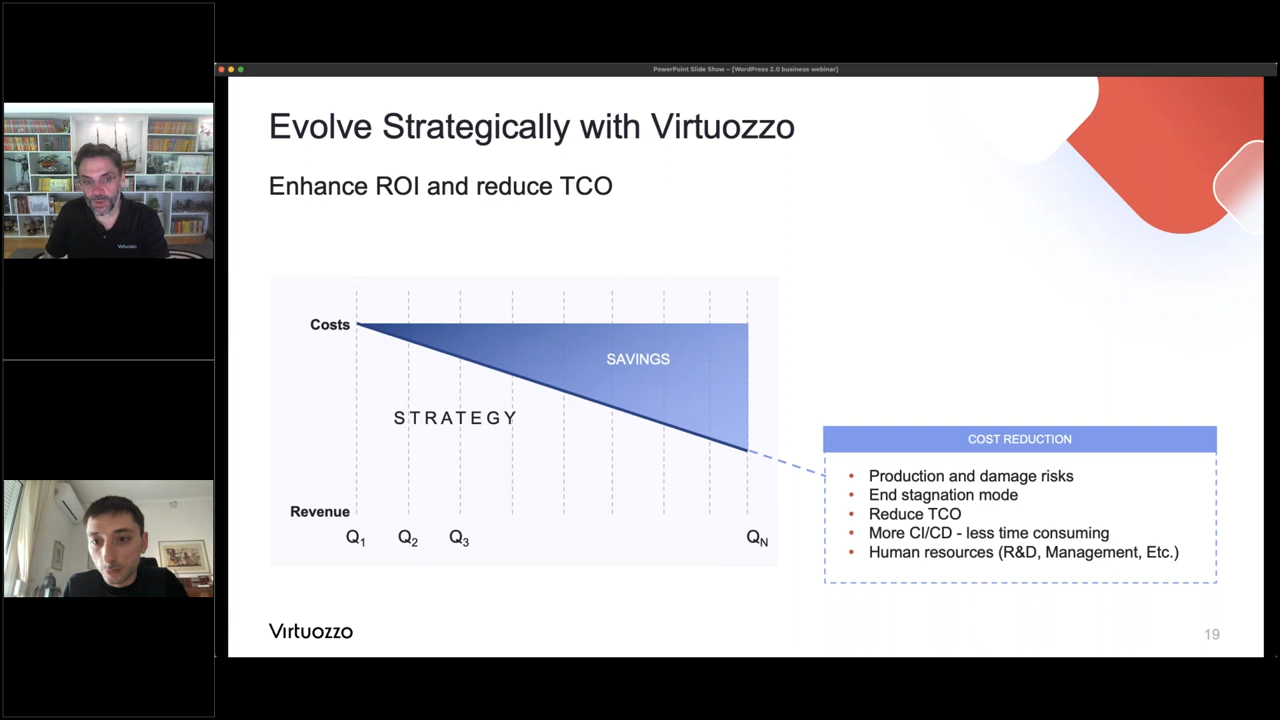 PowerPoint Slide Show – [WordPress 2.0 business webinar]
Evolve Strategically with Virtuozzo
Enhance ROI and reduce TCO
Costs
SAVINGS
STRATEGY
Revenue
Q1 Q2 Q3 QN
COST REDUCTION
• Production and damage risks
• End stagnation mode
• Reduce TCO
• More CI/CD - less time consuming
• Human resources (R&D, Management, Etc.)
Virtuozzo
19
Virtuozzo